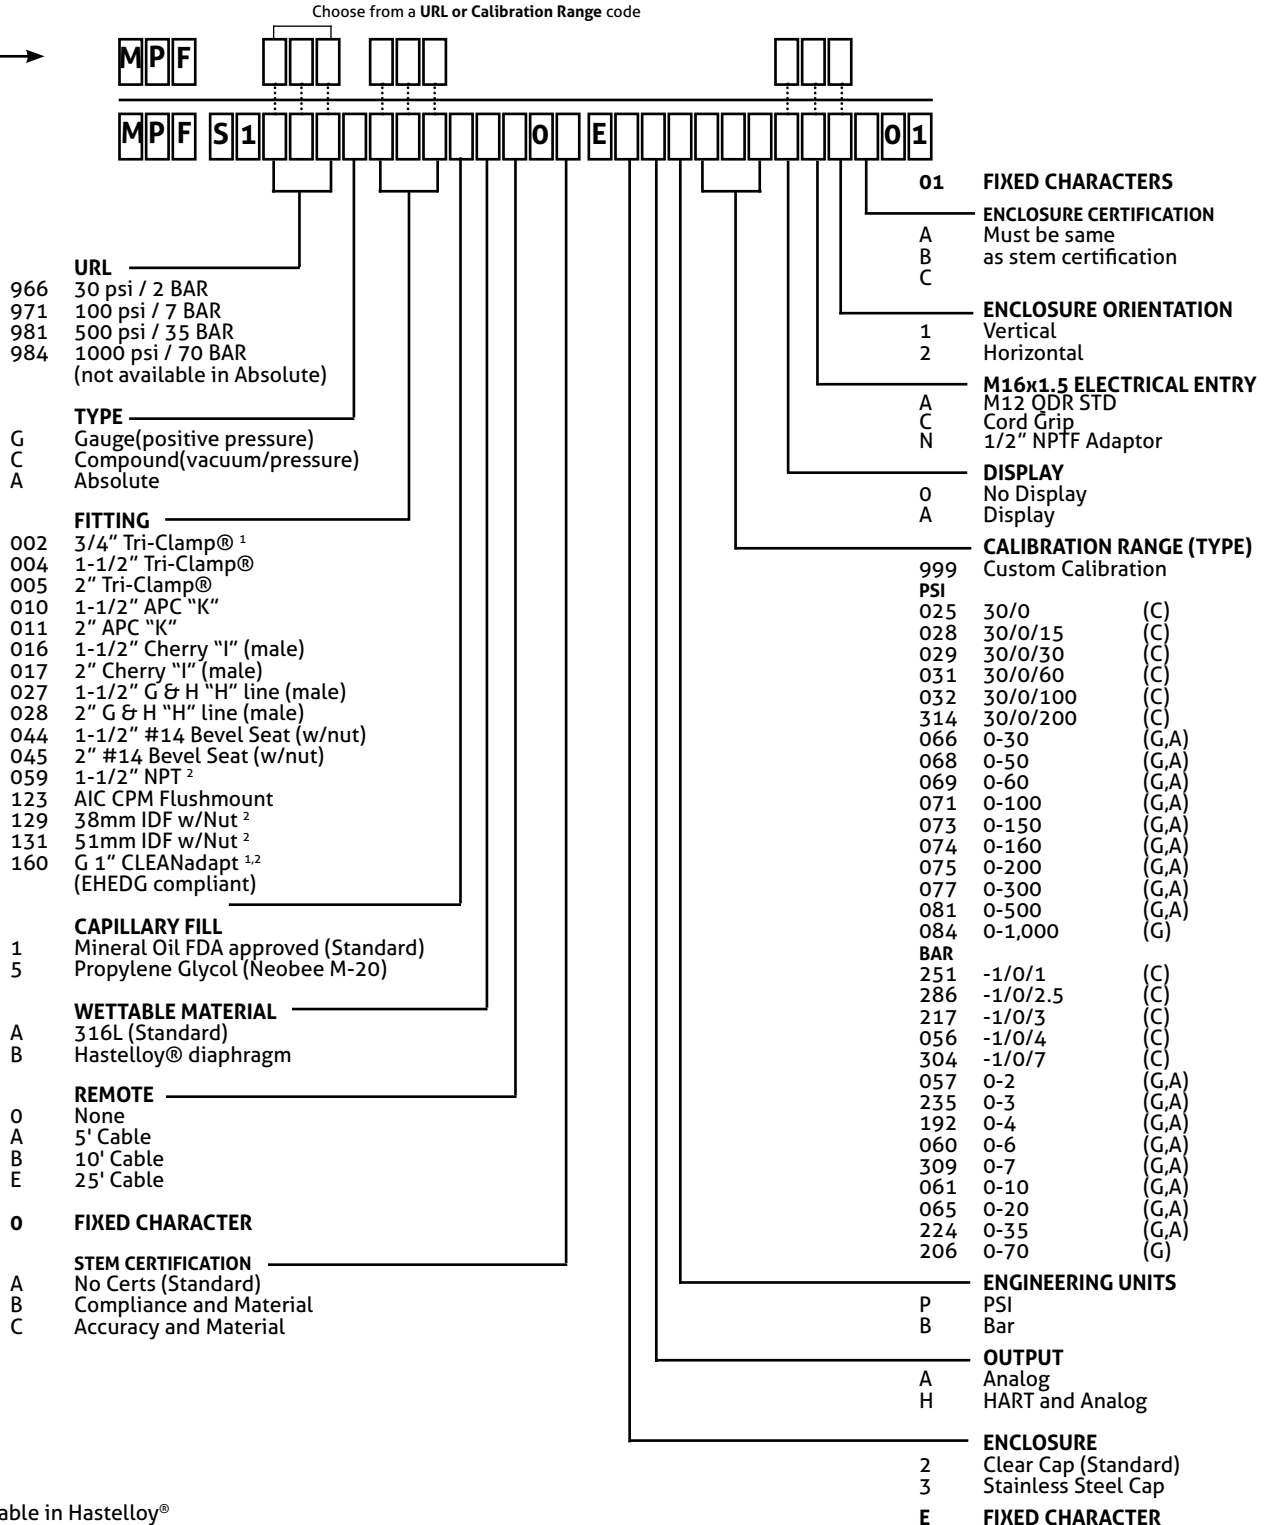 Choose from a URL or Calibration Range code
MPF
MPF S1 0 E 01
URL
966 30 psi / 2 BAR
971 100 psi / 7 BAR
981 500 psi / 35 BAR
984 1000 psi / 70 BAR
(not available in Absolute)
TYPE
G Gauge(positive pressure)
C Compound(vacuum/pressure)
A Absolute
FITTING
002 3/4" Tri-Clamp® 1
004 1-1/2" Tri-Clamp®
005 2" Tri-Clamp®
010 1-1/2" APC "K"
011 2" APC "K"
016 1-1/2" Cherry "I" (male)
017 2" Cherry "I" (male)
027 1-1/2" G & H "H" line (male)
028 2" G & H "H" line (male)
044 1-1/2" #14 Bevel Seat (w/nut)
045 2" #14 Bevel Seat (w/nut)
059 1-1/2" NPT 2
123 AIC CPM Flushmount
129 38mm IDF w/Nut 2
131 51mm IDF w/Nut 2
160 G 1" CLEANadapt 1,2
(EHEDG compliant)
CAPILLARY FILL
1 Mineral Oil FDA approved (Standard)
5 Propylene Glycol (Neobee M-20)
WETTABLE MATERIAL
A 316L (Standard)
B Hastelloy® diaphragm
REMOTE
0 None
A 5' Cable
B 10' Cable
E 25' Cable
0 FIXED CHARACTER
STEM CERTIFICATION
A No Certs (Standard)
B Compliance and Material
C Accuracy and Material
able in Hastelloy®
01 FIXED CHARACTERS
ENCLOSURE CERTIFICATION
A Must be same
B as stem certification
C
ENCLOSURE ORIENTATION
1 Vertical
2 Horizontal
M16x1.5 ELECTRICAL ENTRY
A M12 QDR STD
C Cord Grip
N 1/2" NPTF Adaptor
DISPLAY
0 No Display
A Display
CALIBRATION RANGE (TYPE)
999 Custom Calibration
PSI
025 30/0 (C)
028 30/0/15 (C)
029 30/0/30 (C)
031 30/0/60 (C)
032 30/0/100 (C)
314 30/0/200 (C)
066 0-30 (G,A)
068 0-50 (G,A)
069 0-60 (G,A)
071 0-100 (G,A)
073 0-150 (G,A)
074 0-160 (G,A)
075 0-200 (G,A)
077 0-300 (G,A)
081 0-500 (G,A)
084 0-1,000 (G)
BAR
251 -1/0/1 (C)
286 -1/0/2.5 (C)
217 -1/0/3 (C)
056 -1/0/4 (C)
304 -1/0/7 (C)
057 0-2 (G,A)
235 0-3 (G,A)
192 0-4 (G,A)
060 0-6 (G,A)
309 0-7 (G,A)
061 0-10 (G,A)
065 0-20 (G,A)
224 0-35 (G,A)
206 0-70 (G)
ENGINEERING UNITS
P PSI
B Bar
OUTPUT
A Analog
H HART and Analog
ENCLOSURE
2 Clear Cap (Standard)
3 Stainless Steel Cap
E FIXED CHARACTER